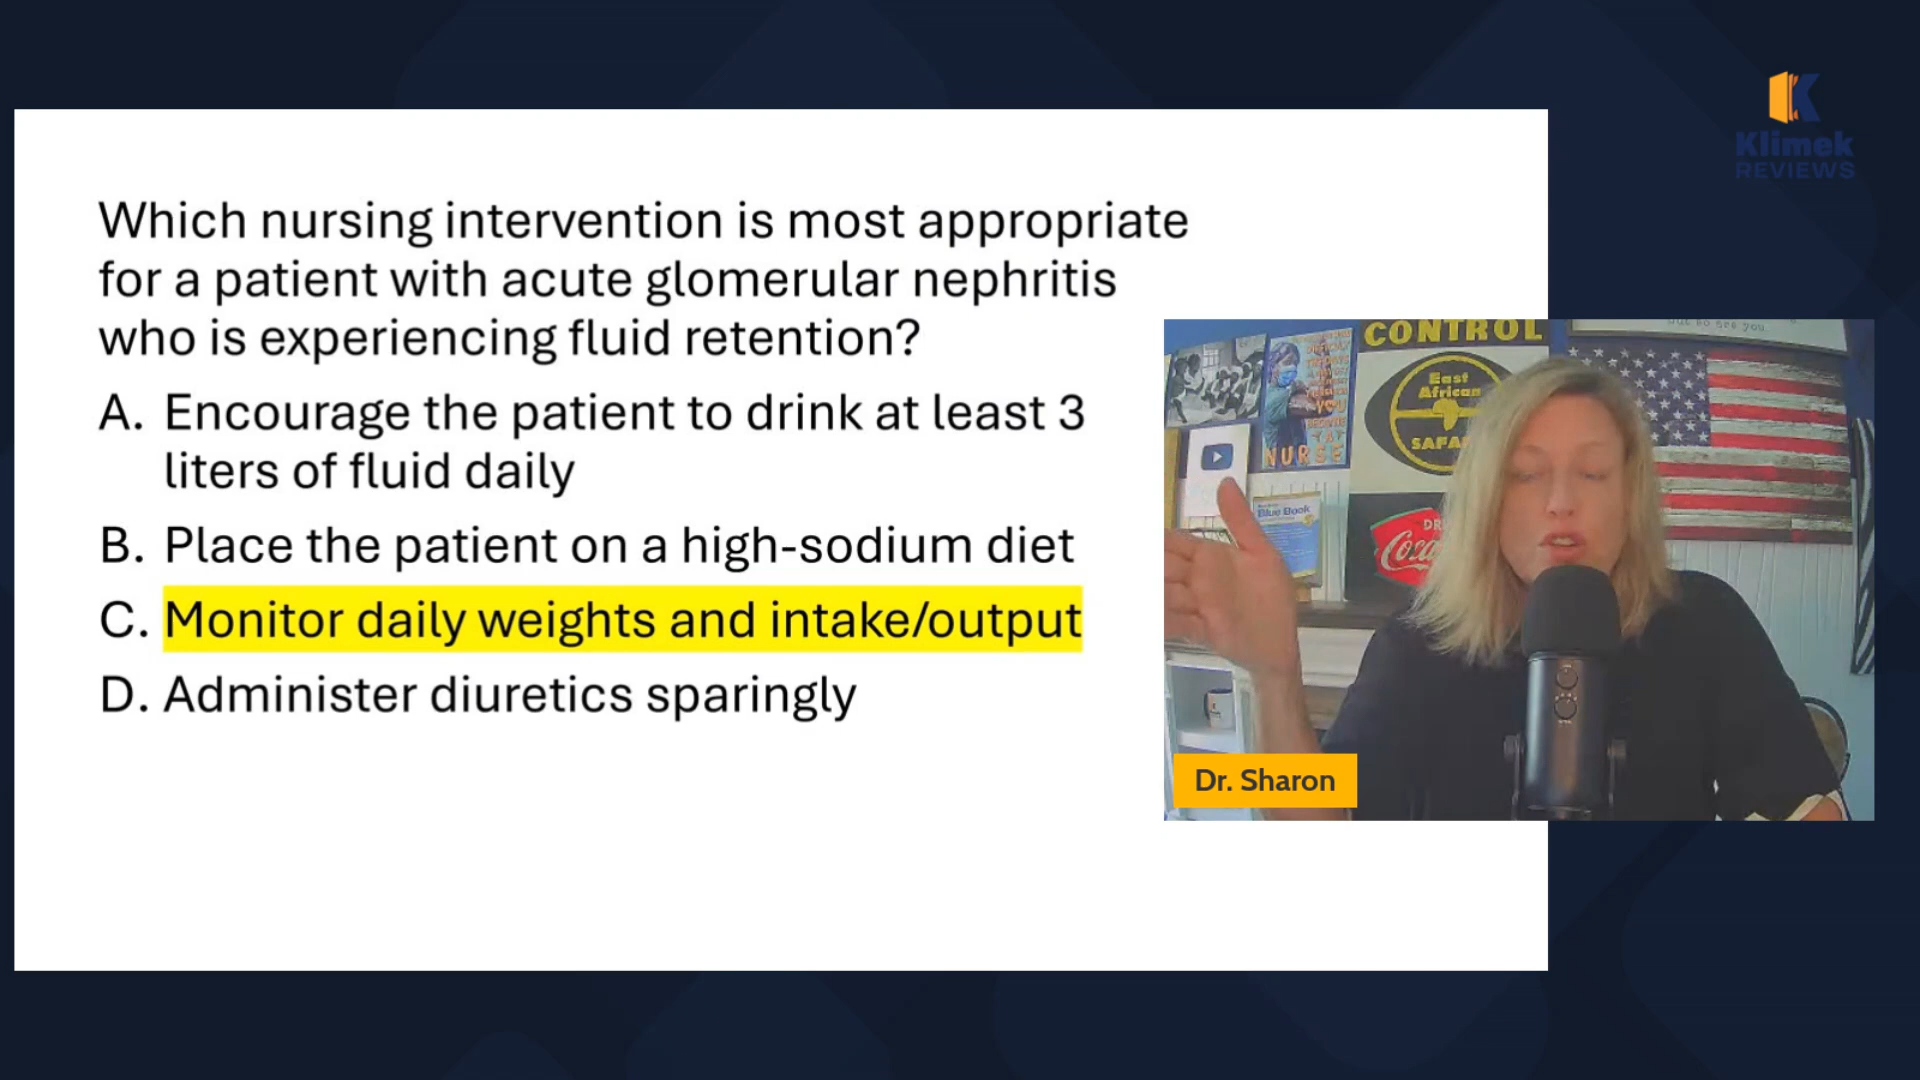 Klimek
REVIEWS
Which nursing intervention is most appropriate
for a patient with acute glomerular nephritis
who is experiencing fluid retention?
A. Encourage the patient to drink at least 3
liters of fluid daily
B. Place the patient on a high-sodium diet
C. Monitor daily weights and intake/output
D. Administer diuretics sparingly
CONTROL
East
African
YOU
NURSE
Blue Book
Dr. Sharon